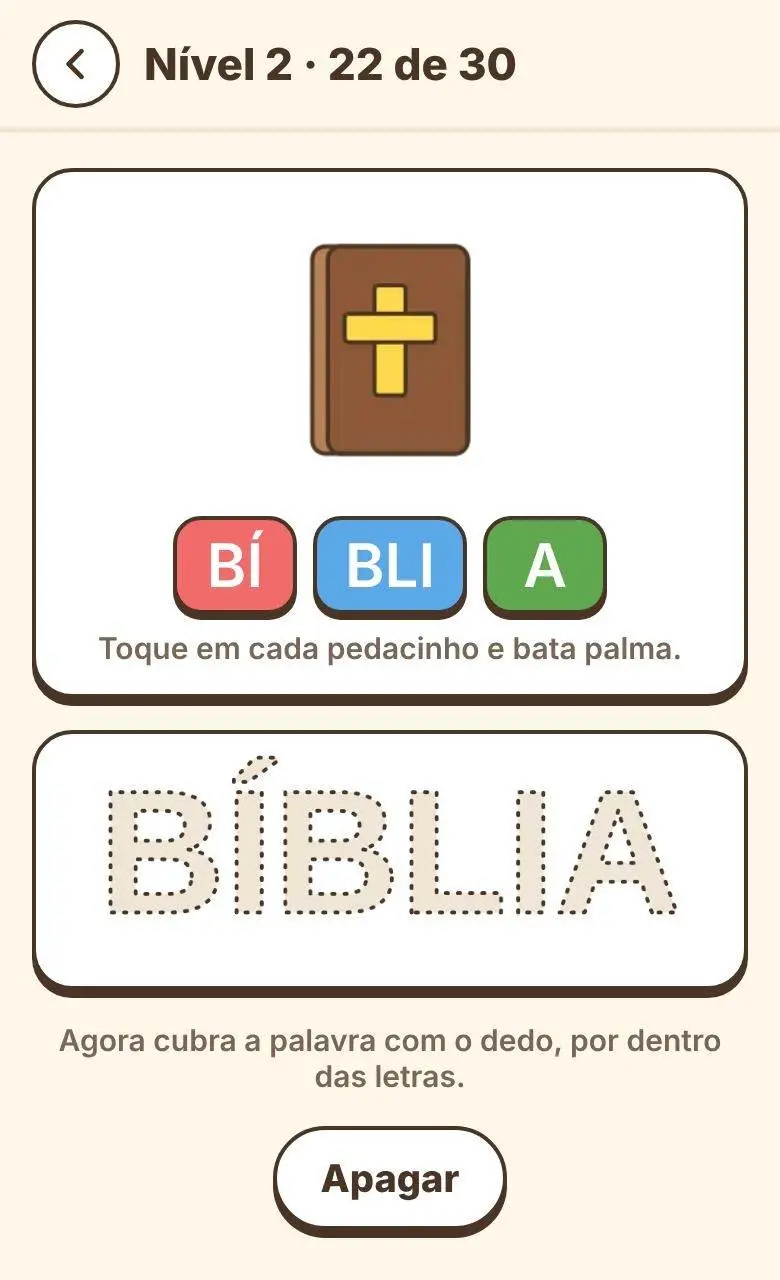 Nível 2 · 22 de 30
BÍ BLI A
Toque em cada pedacinho e bata palma.
BÍBLIA
Agora cubra a palavra com o dedo, por dentro
das letras.
Apagar